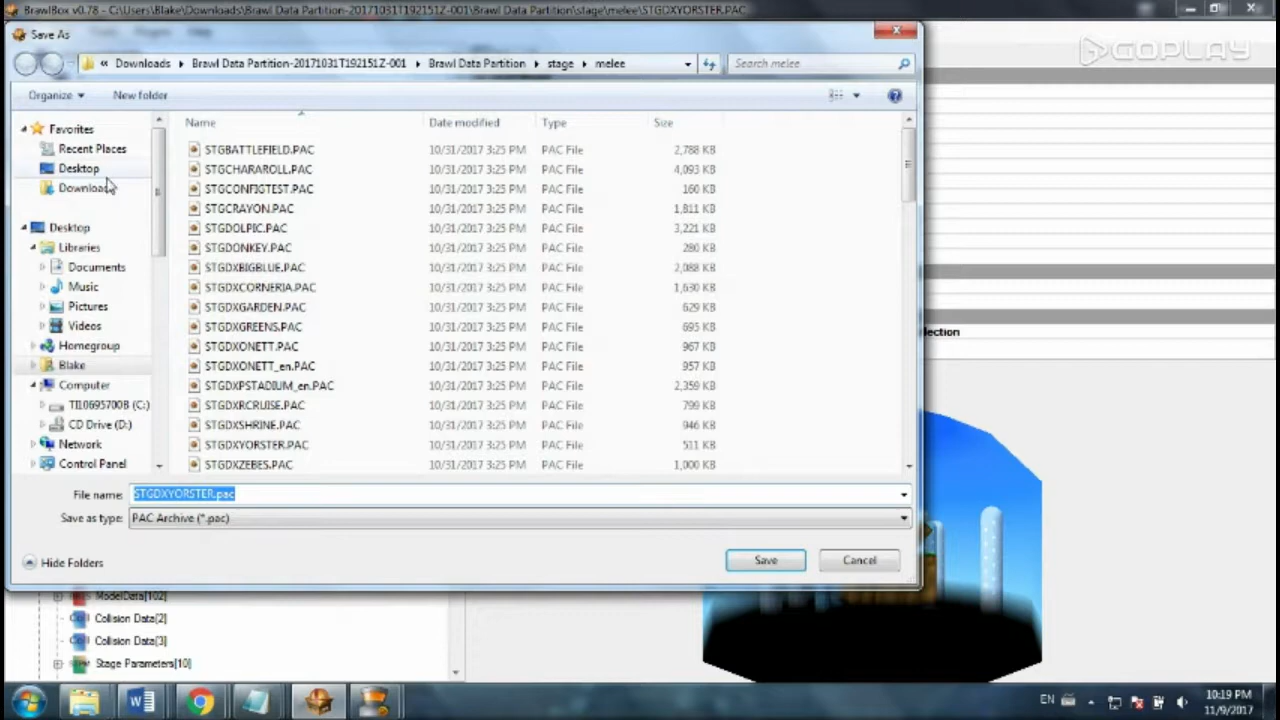 BrawlBox v0.78 - C:\Users\Blake\Downloads\Brawl Data Partition-20171031T192151Z-001\Brawl Data Partition\stage\melee\STGDXYORSTER.PAC
Save As
GOPLAY
« Downloads Brawl Data Partition-20171031T192151Z-001 Brawl Data Partition stage melee Search melee
Organize New folder
Favorites Name Date modified Type Size
Recent Places STGBATTLEFIELD.PAC 10/31/2017 3:25 PM PAC File 2,788 KB
Desktop STGCHARAROLL.PAC 10/31/2017 3:25 PM PAC File 4,093 KB
Downloads STGCONFIGTEST.PAC 10/31/2017 3:25 PM PAC File 160 KB
STGCRAYON.PAC 10/31/2017 3:25 PM PAC File 1,811 KB
Desktop STGDOLPIC.PAC 10/31/2017 3:25 PM PAC File 3,221 KB
Libraries STGDONKEY.PAC 10/31/2017 3:25 PM PAC File 280 KB
Documents STGDXBIGBLUE.PAC 10/31/2017 3:25 PM PAC File 2,088 KB
Music STGDXCORNERIA.PAC 10/31/2017 3:25 PM PAC File 1,630 KB
Pictures STGDXGARDEN.PAC 10/31/2017 3:25 PM PAC File 629 KB
Videos STGDXGREENS.PAC 10/31/2017 3:25 PM PAC File 695 KB
lection
Homegroup STGDXONETT.PAC 10/31/2017 3:25 PM PAC File 967 KB
Blake STGDXONETT_en.PAC 10/31/2017 3:25 PM PAC File 957 KB
Computer STGDXPSTADIUM_en.PAC 10/31/2017 3:25 PM PAC File 2,359 KB
TI10695700B (C:) STGDXRCRUISE.PAC 10/31/2017 3:25 PM PAC File 799 KB
CD Drive (D:) STGDXSHRINE.PAC 10/31/2017 3:25 PM PAC File 946 KB
Network STGDXYORSTER.PAC 10/31/2017 3:25 PM PAC File 511 KB
Control Panel STGDXZEBES.PAC 10/31/2017 3:25 PM PAC File 1,000 KB
File name: STGDXYORSTER.pac
Save as type: PAC Archive (*.pac)
Hide Folders Save Cancel
ModelData[102]
Collision Data[2]
Collision Data[3]
Stage Parameters[10]
EN 10:19 PM
11/9/2017